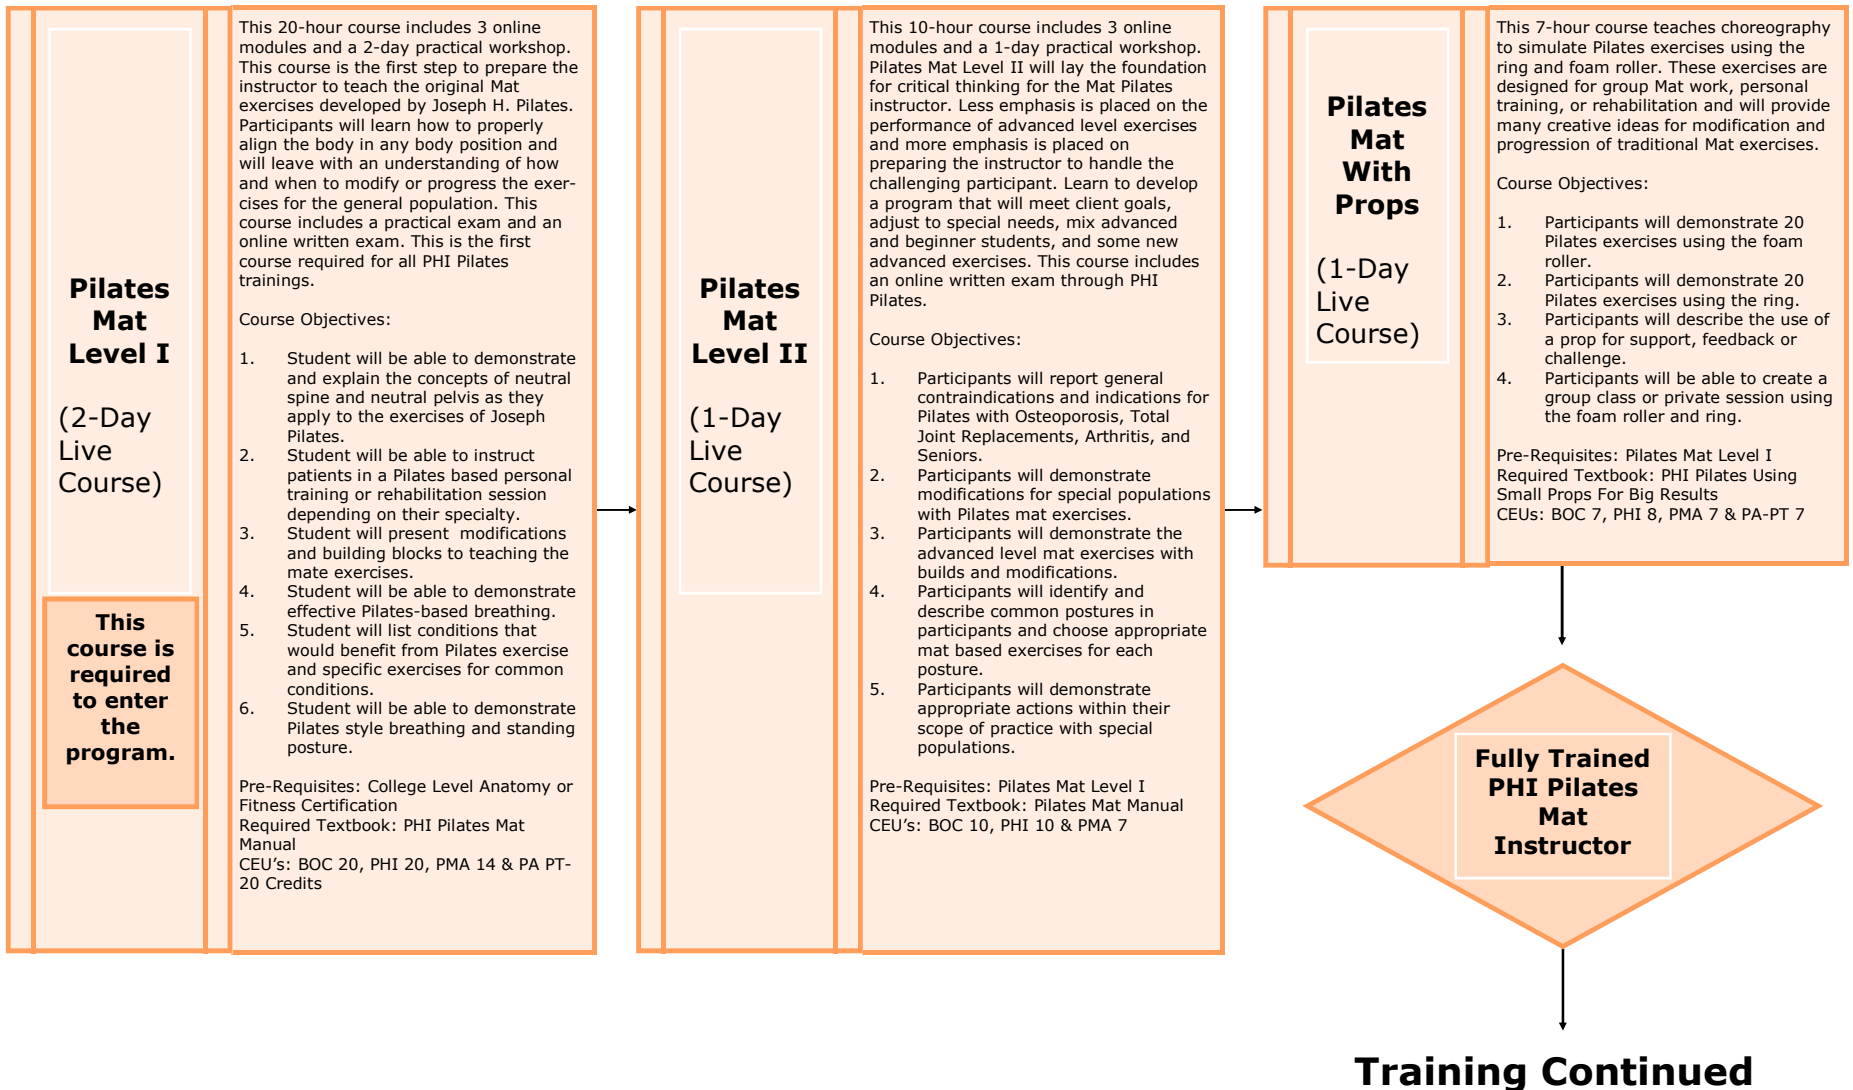 Pilates
Mat
Level I
(2-Day
Live
Course)
This
course is
required
to enter
the
program.
This 20-hour course includes 3 online
modules and a 2-day practical workshop.
This course is the first step to prepare the
instructor to teach the original Mat
exercises developed by Joseph H. Pilates.
Participants will learn how to properly
align the body in any body position and
will leave with an understanding of how
and when to modify or progress the exer-
cises for the general population. This
course includes a practical exam and an
online written exam. This is the first
course required for all PHI Pilates
trainings.
Course Objectives:
1. Student will be able to demonstrate
and explain the concepts of neutral
spine and neutral pelvis as they
apply to the exercises of Joseph
Pilates.
2. Student will be able to instruct
patients in a Pilates based personal
training or rehabilitation session
depending on their specialty.
3. Student will present  modifications
and building blocks to teaching the
mate exercises.
4. Student will be able to demonstrate
effective Pilates-based breathing.
5. Student will list conditions that
would benefit from Pilates exercise
and specific exercises for common
conditions.
6. Student will be able to demonstrate
Pilates style breathing and standing
posture.
Pre-Requisites: College Level Anatomy or
Fitness Certification
Required Textbook: PHI Pilates Mat
Manual
CEU’s: BOC 20, PHI 20, PMA 14 & PA PT-
20 Credits
Pilates
Mat
Level II
(1-Day
Live
Course)
This 10-hour course includes 3 online
modules and a 1-day practical workshop.
Pilates Mat Level II will lay the foundation
for critical thinking for the Mat Pilates
instructor. Less emphasis is placed on the
performance of advanced level exercises
and more emphasis is placed on
preparing the instructor to handle the
challenging participant. Learn to develop
a program that will meet client goals,
adjust to special needs, mix advanced
and beginner students, and some new
advanced exercises. This course includes
an online written exam through PHI
Pilates.
Course Objectives:
1. Participants will report general
contraindications and indications for
Pilates with Osteoporosis, Total
Joint Replacements, Arthritis, and
Seniors.
2. Participants will demonstrate
modifications for special populations
with Pilates mat exercises.
3. Participants will demonstrate the
advanced level mat exercises with
builds and modifications.
4. Participants will identify and
describe common postures in
participants and choose appropriate
mat based exercises for each
posture.
5. Participants will demonstrate
appropriate actions within their
scope of practice with special
populations.
Pre-Requisites: Pilates Mat Level I
Required Textbook: Pilates Mat Manual
CEU’s: BOC 10, PHI 10 & PMA 7
Pilates
Mat
With
Props
(1-Day
Live
Course)
This 7-hour course teaches choreography
to simulate Pilates exercises using the
ring and foam roller. These exercises are
designed for group Mat work, personal
training, or rehabilitation and will provide
many creative ideas for modification and
progression of traditional Mat exercises.
Course Objectives:
1. Participants will demonstrate 20
Pilates exercises using the foam
roller.
2. Participants will demonstrate 20
Pilates exercises using the ring.
3. Participants will describe the use of
a prop for support, feedback or
challenge.
4. Participants will be able to create a
group class or private session using
the foam roller and ring.
Pre-Requisites: Pilates Mat Level I
Required Textbook: PHI Pilates Using
Small Props For Big Results
CEUs: BOC 7, PHI 8, PMA 7 & PA-PT 7
Fully Trained
PHI Pilates
Mat
Instructor
Training Continued